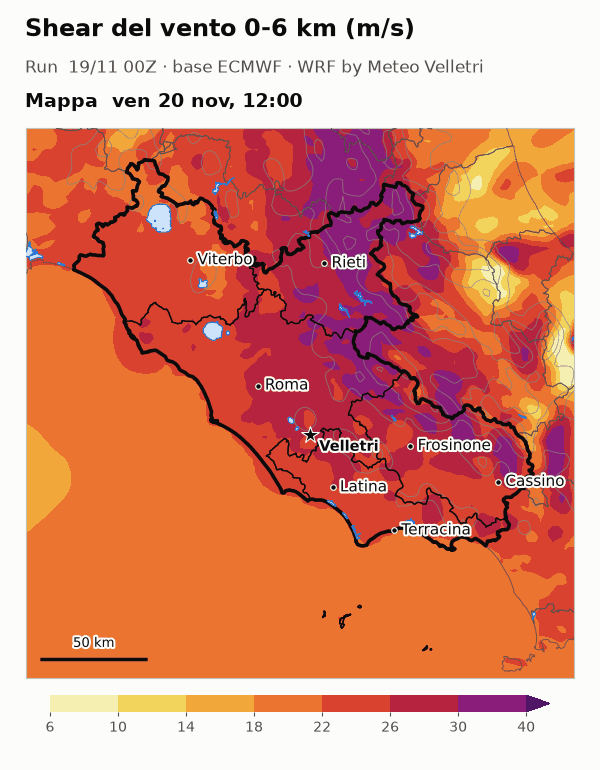 Shear del vento 0-6 km (m/s)
Run 19/11 00Z · base ECMWF · WRF by Meteo Velletri
Mappa ven 20 nov, 12:00
Viterbo
Rieti
Roma
Velletri
Frosinone
Latina
Cassino
Terracina
50 km
6 10 14 18 22 26 30 40